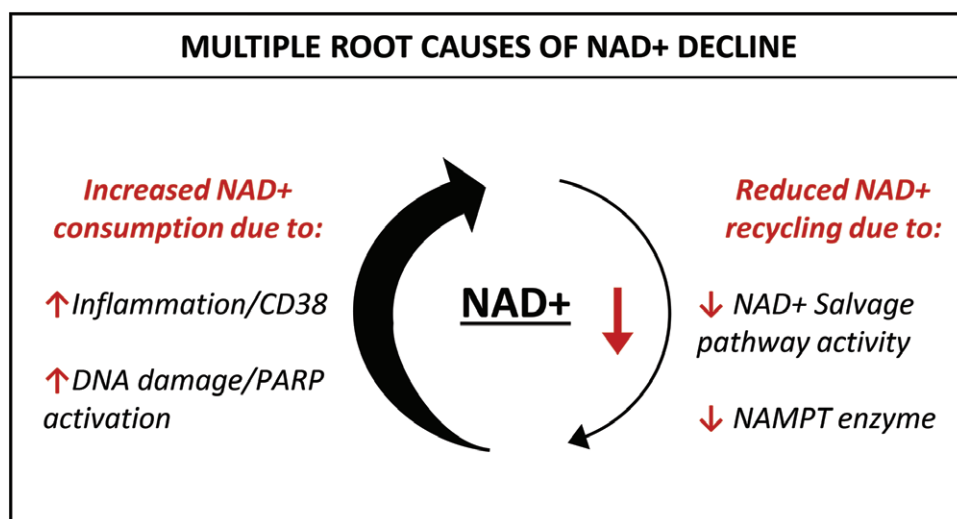 MULTIPLE ROOT CAUSES OF NAD+ DECLINE
Increased NAD+
consumption due to:
↑Inflammation/CD38
↑DNA damage/PARP
activation
NAD+
Reduced NAD+
recycling due to:
↓ NAD+ Salvage
pathway activity
↓ NAMPT enzyme